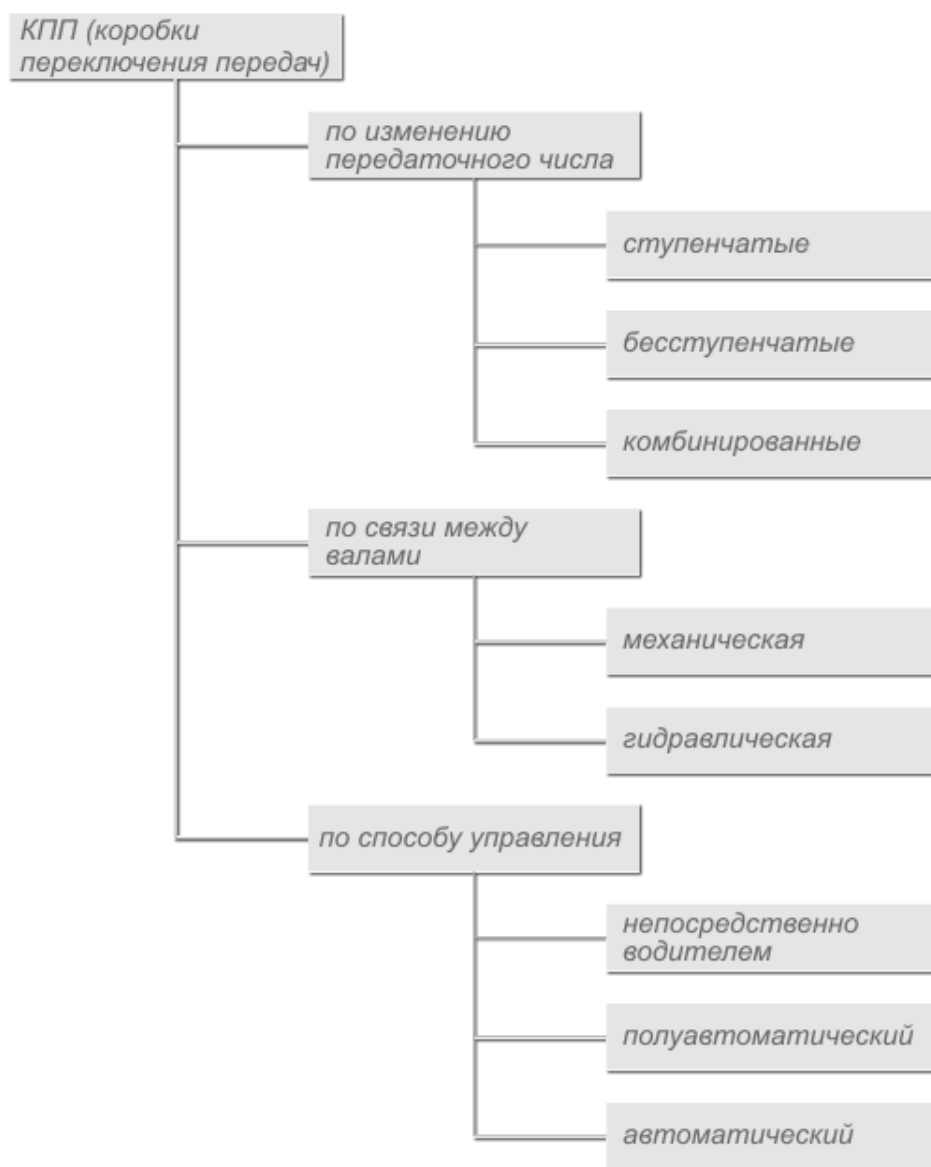 КПП (коробки
переключения передач)
по изменению
передаточного числа
ступенчатые
бесступенчатые
комбинированные
по связи между
валами
механическая
гидравлическая
по способу управления
непосредственно
водителем
полуавтоматический
автоматический